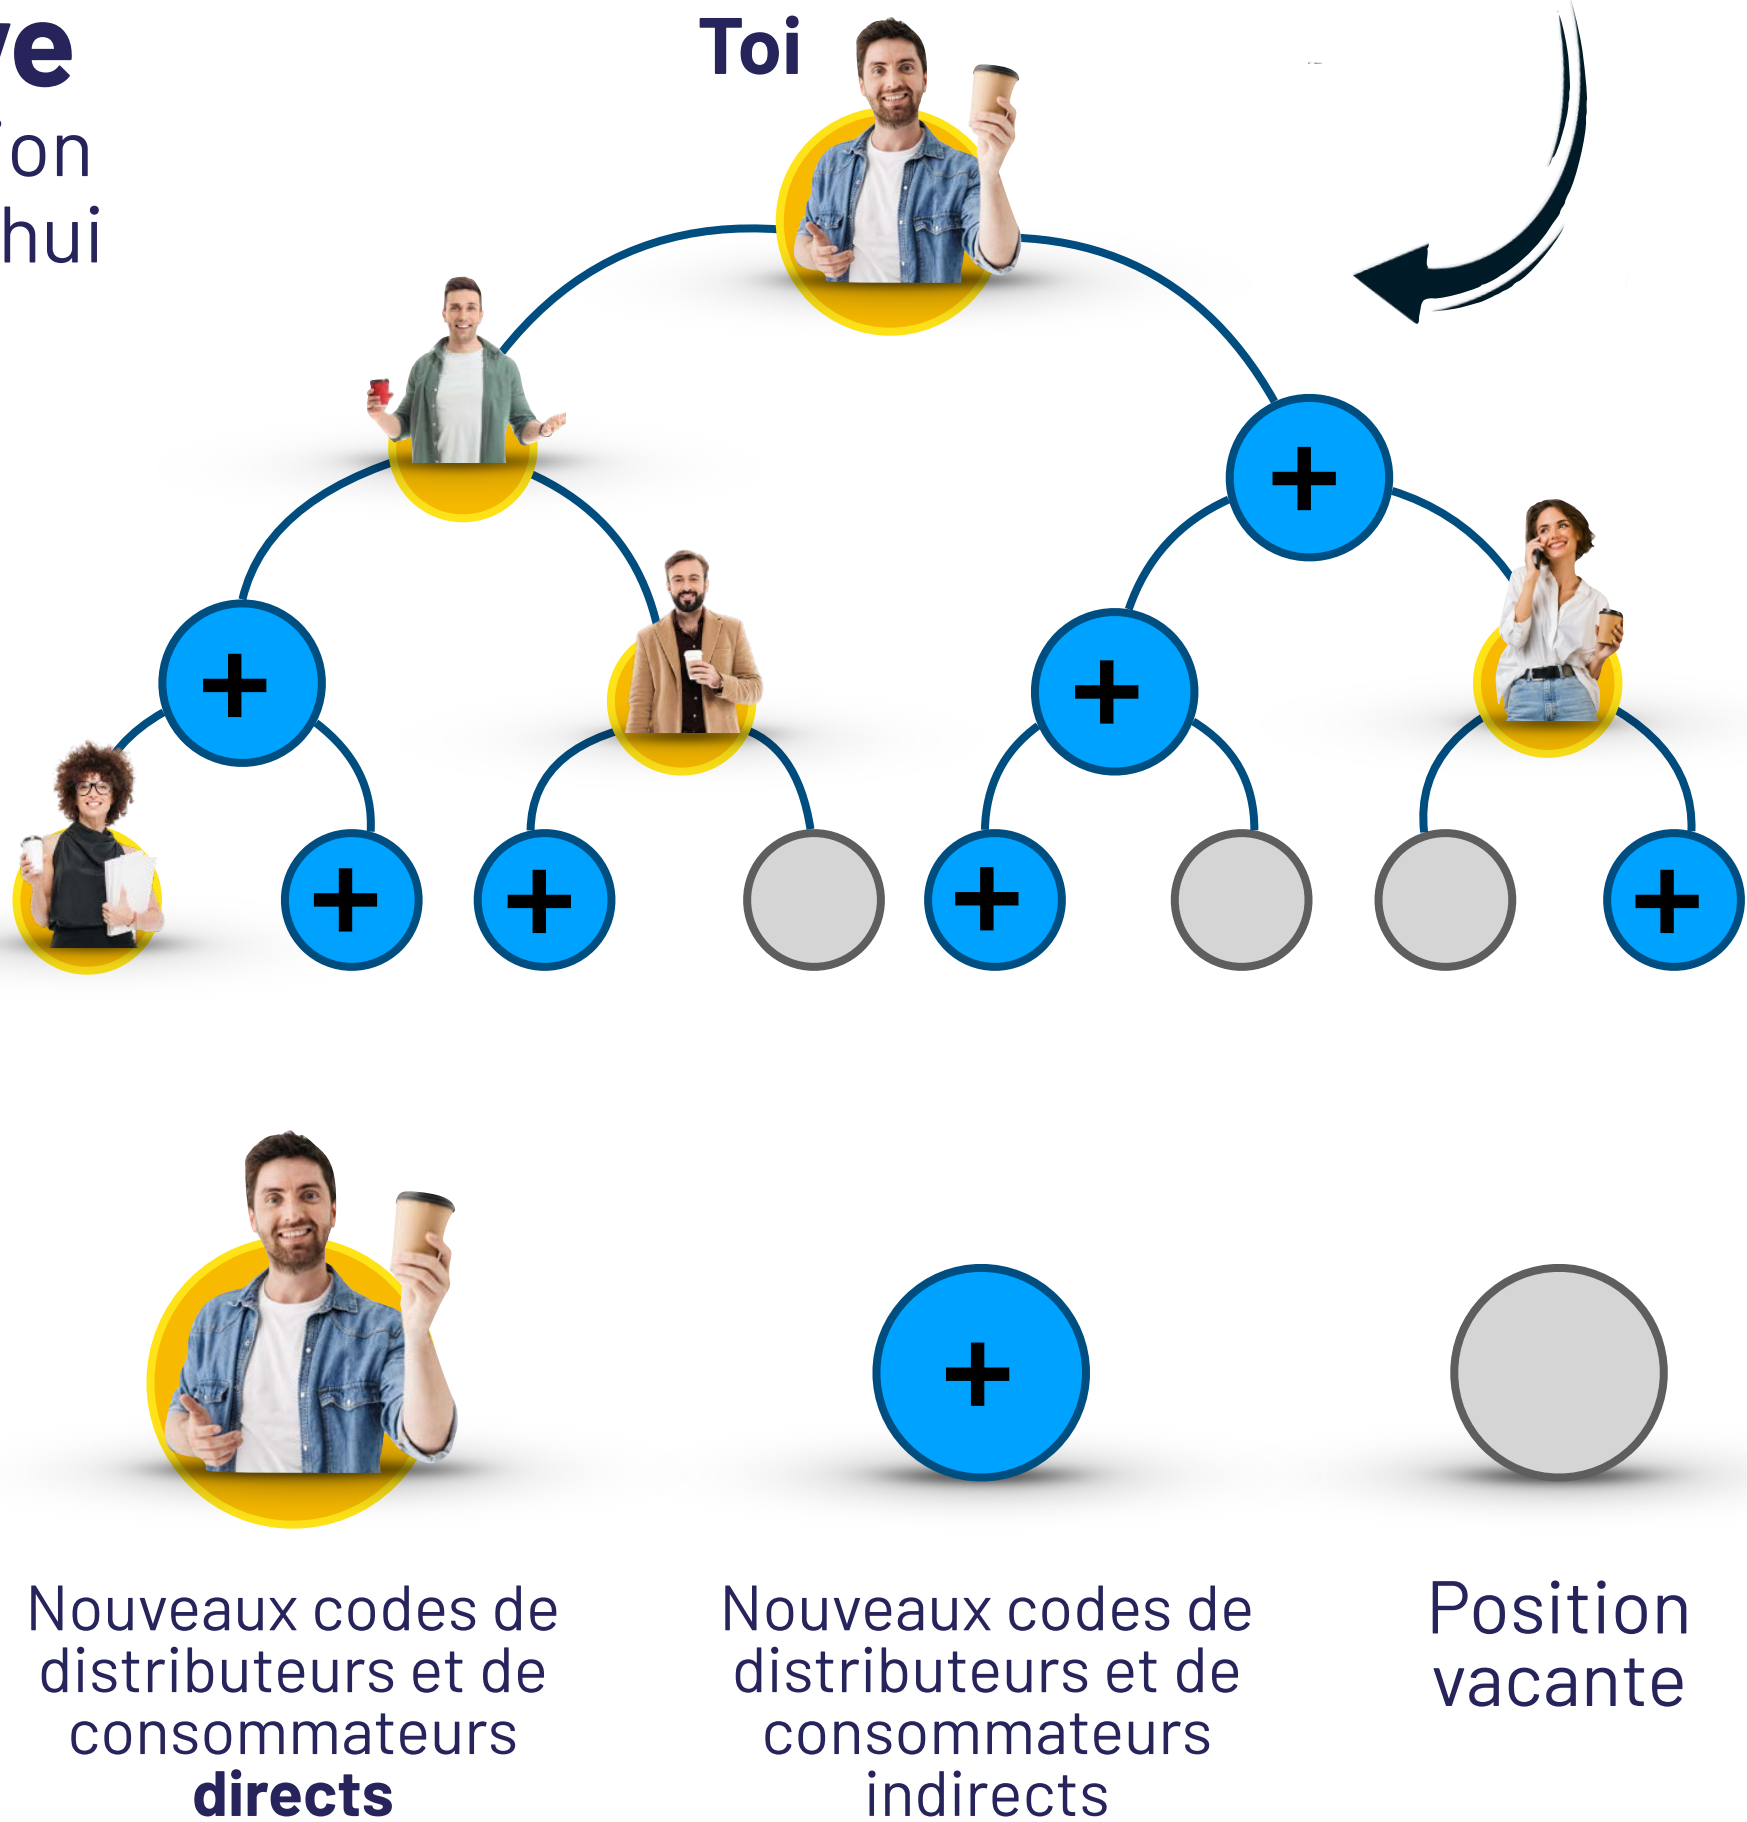 Toi
Nouveaux codes de
distributeurs et de
consommateurs
directs
Nouveaux codes de
distributeurs et de
consommateurs
indirects
Position
vacante